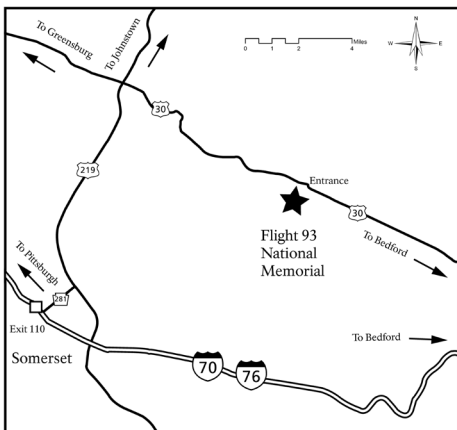 To Greensburg
To Johnstown
N
W
E
S
Miles
0
1
2
4
30
219
Entrance
30
Flight 93
National
Memorial
To Bedford
To Pittsburgh
281
Exit 110
Somerset
70
76
To Bedford